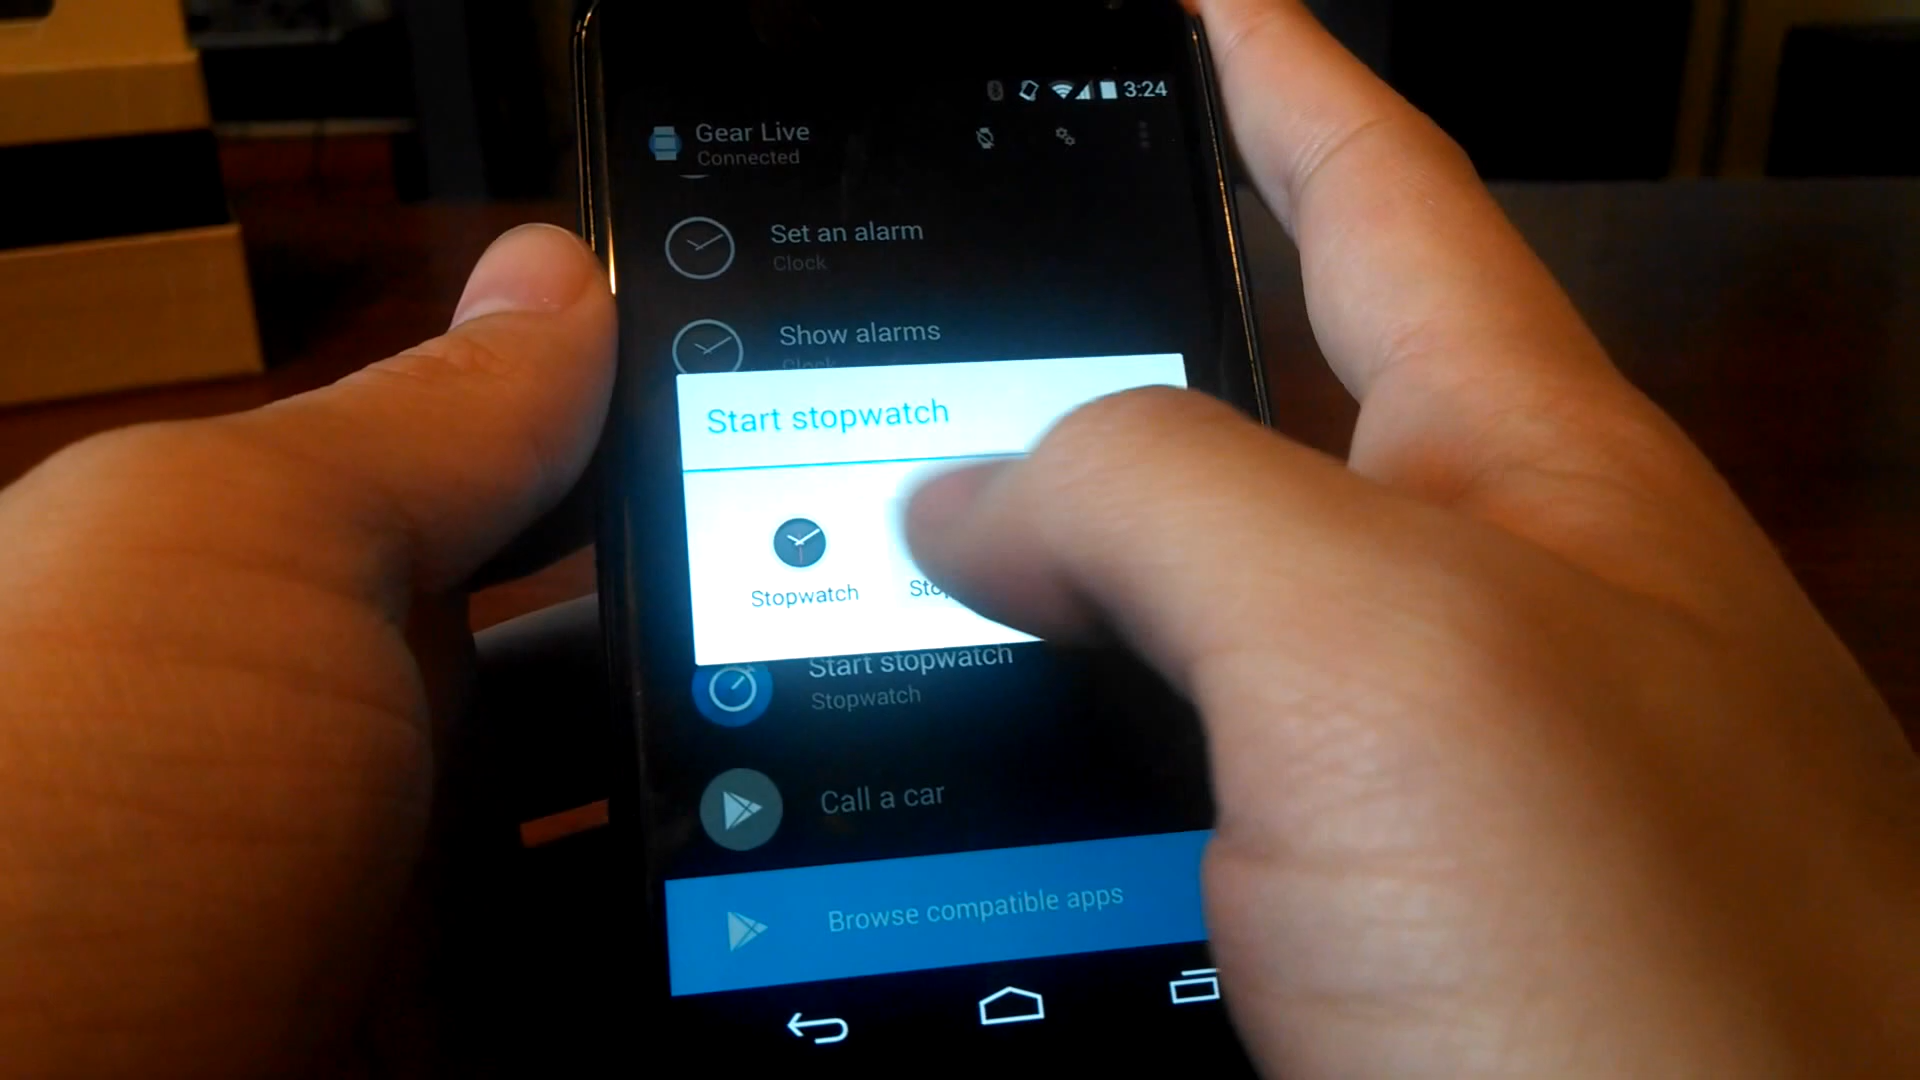 3:24
Gear Live
Connected
Set an alarm
Clock
Show alarms
Clock
Start stopwatch
Stopwatch
Start stopwatch
Stopwatch
Call a car
Browse compatible apps